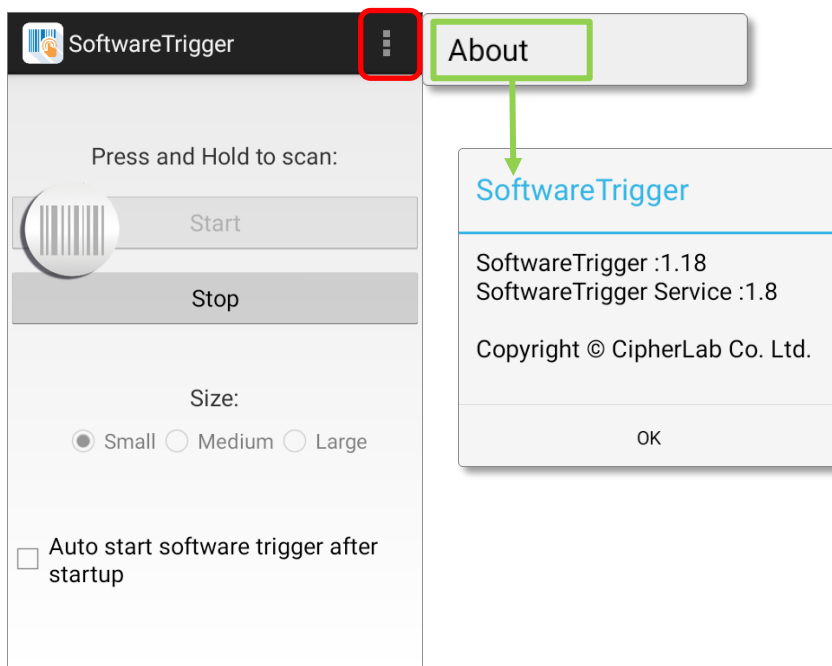 SoftwareTrigger
About
Press and Hold to scan:
Start
Stop
Size:
Small Medium Large
Auto start software trigger after
startup
SoftwareTrigger
SoftwareTrigger :1.18
SoftwareTrigger Service :1.8
Copyright © CipherLab Co. Ltd.
OK